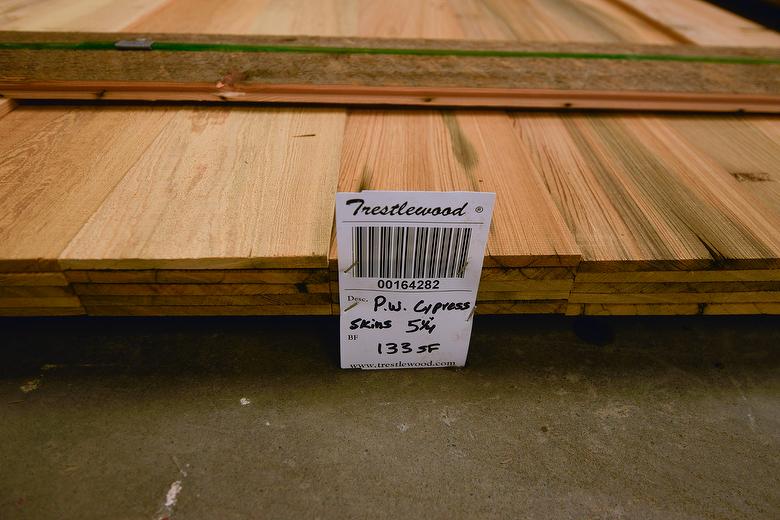 Trestlewood ®
00164282
Desc. P.W. Cypress
Skins 5¼"
BF
133 SF
www.trestlewood.com